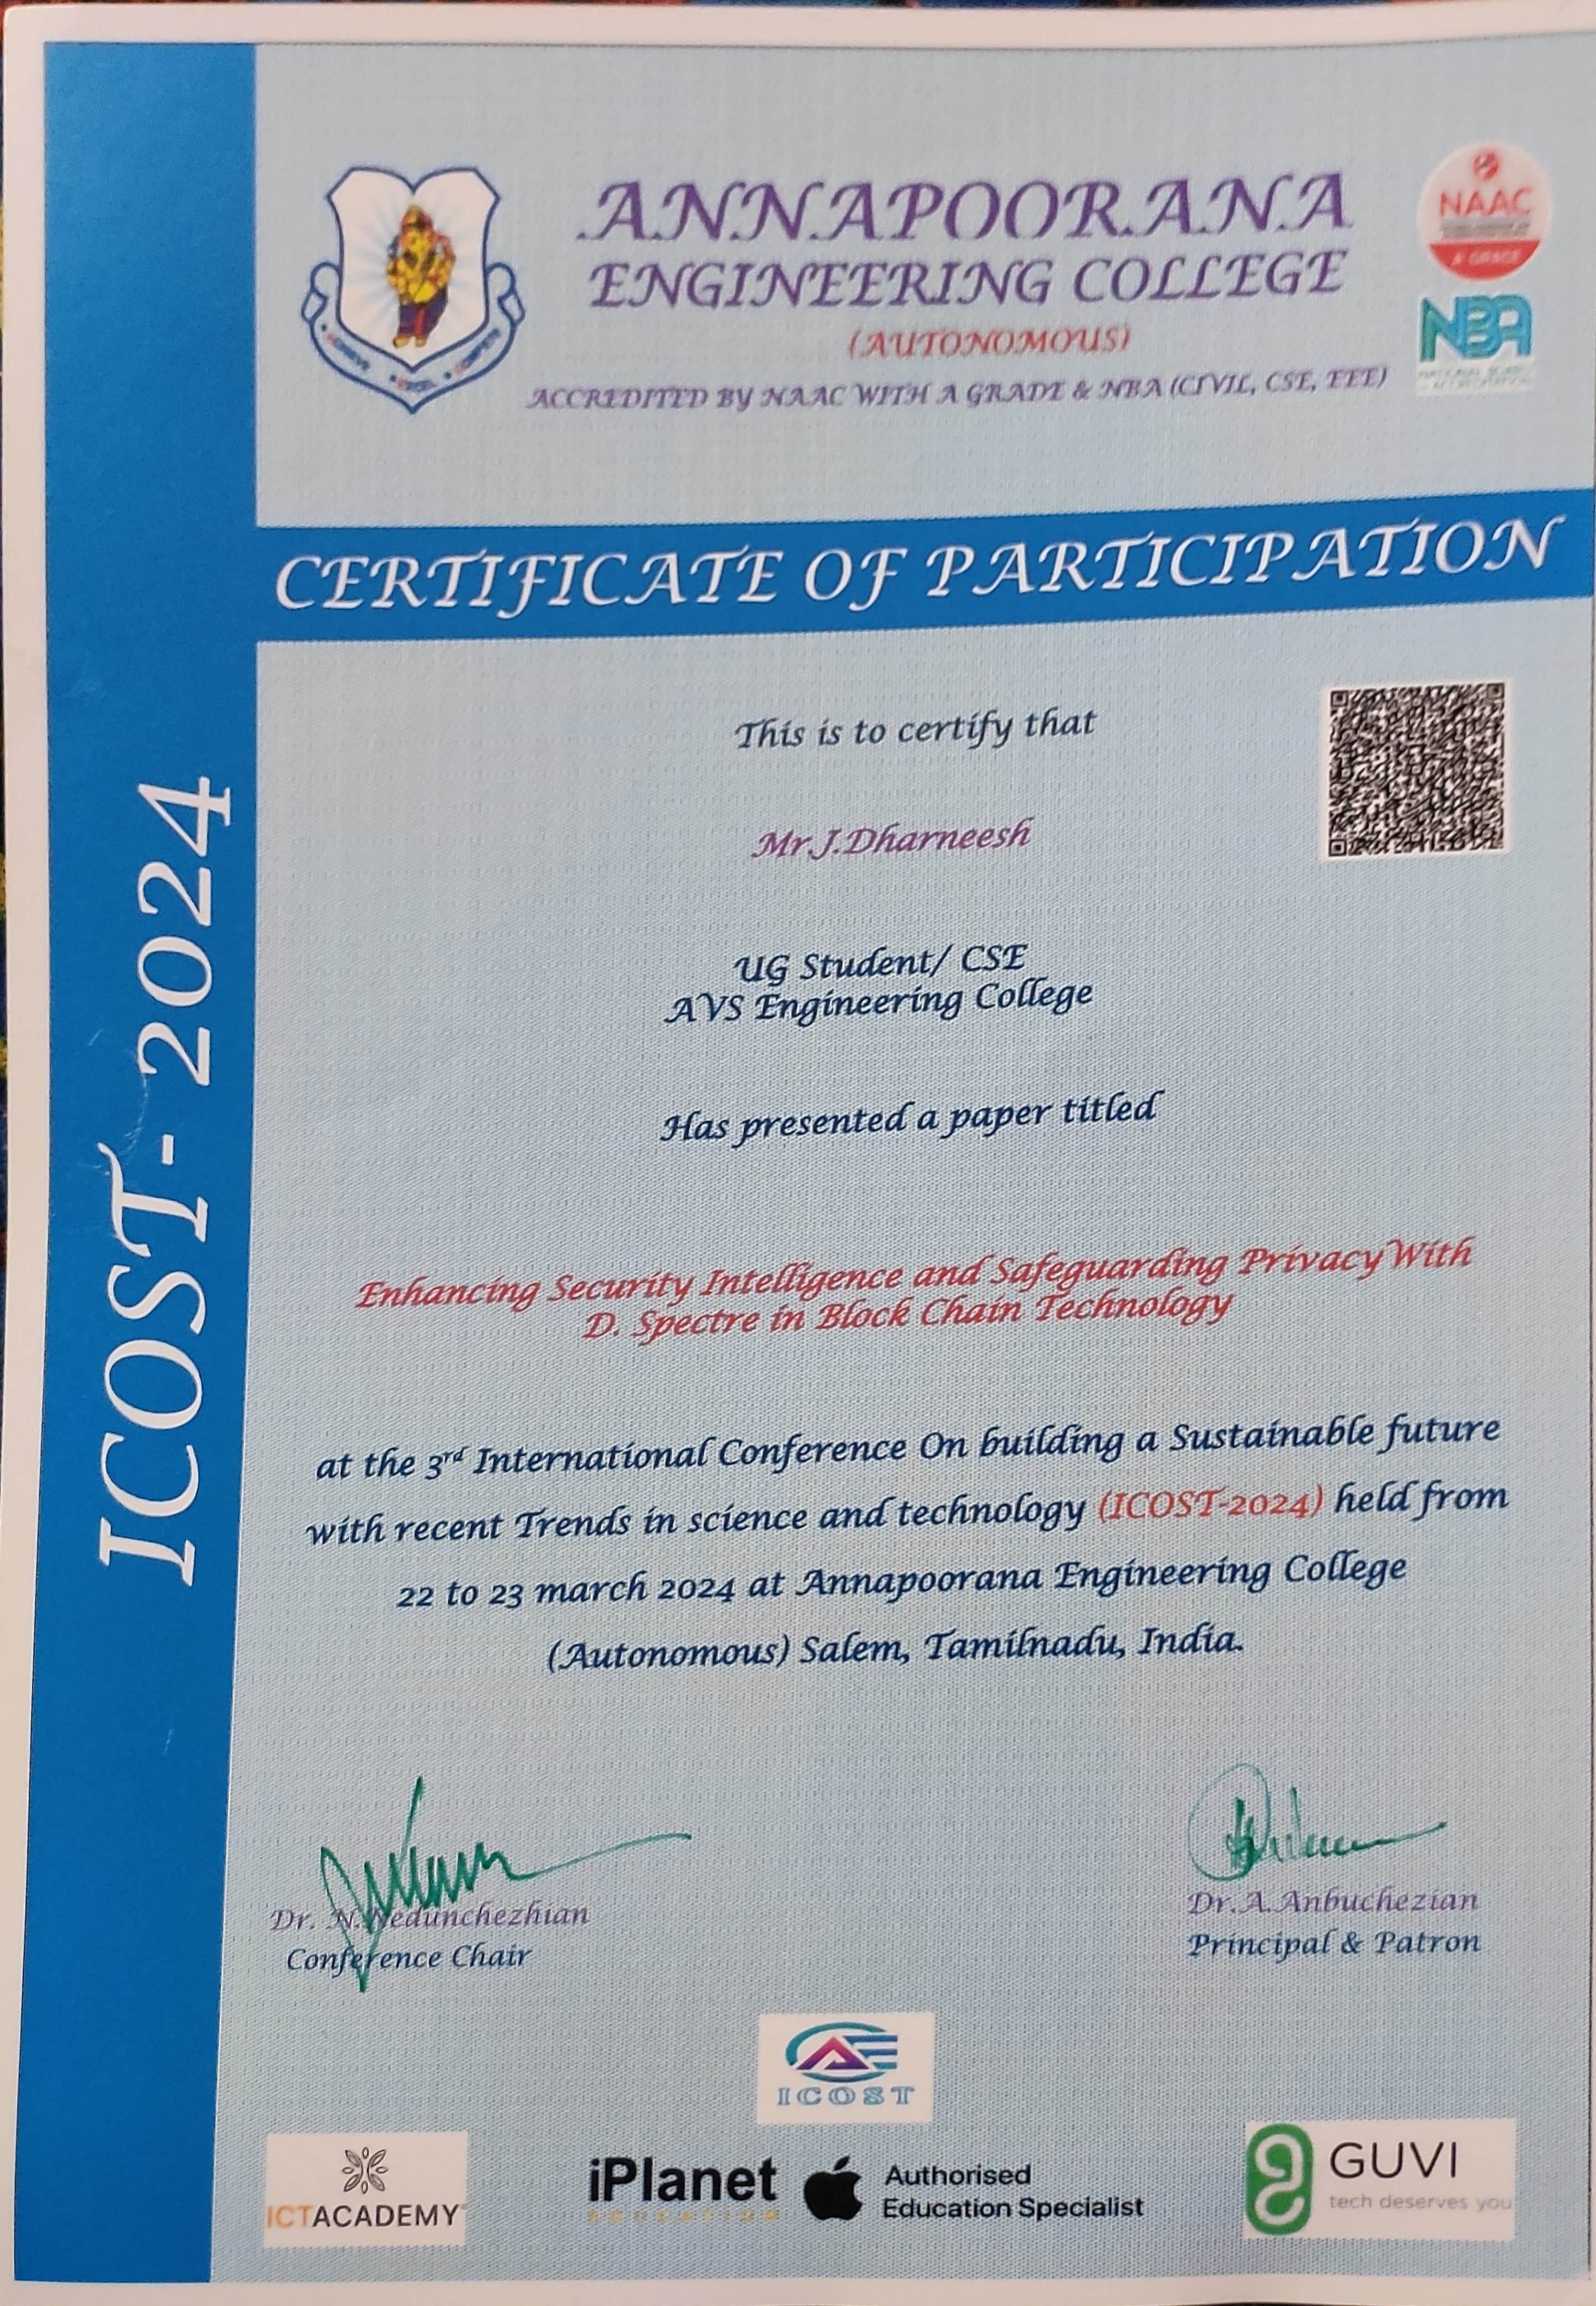 ANNAPOORANA
ENGINEERING COLLEGE
(AUTONOMOUS)
ACCREDITED BY NAAC WITH A GRADE & NBA (CIVIL, CSE, EEE)
NAAC
A GRADE
NBA
CERTIFICATE OF PARTICIPATION
ICOST - 2024
This is to certify that
Mr.J.Dharneesh
UG Student/ CSE
AVS Engineering College
Has presented a paper titled
Enhancing Security Intelligence and Safeguarding Privacy With
D. Spectre in Block Chain Technology
at the 3rd International Conference On building a Sustainable future
with recent Trends in science and technology (ICOST-2024) held from
22 to 23 march 2024 at Annapoorana Engineering College
(Autonomous) Salem, Tamilnadu, India.
Dr. N.Nedunchezhian
Conference Chair
Dr.A.Anbuchezian
Principal & Patron
ICOST
ICTACADEMY
iPlanet
EDUCATION
Authorised
Education Specialist
GUVI
tech deserves you